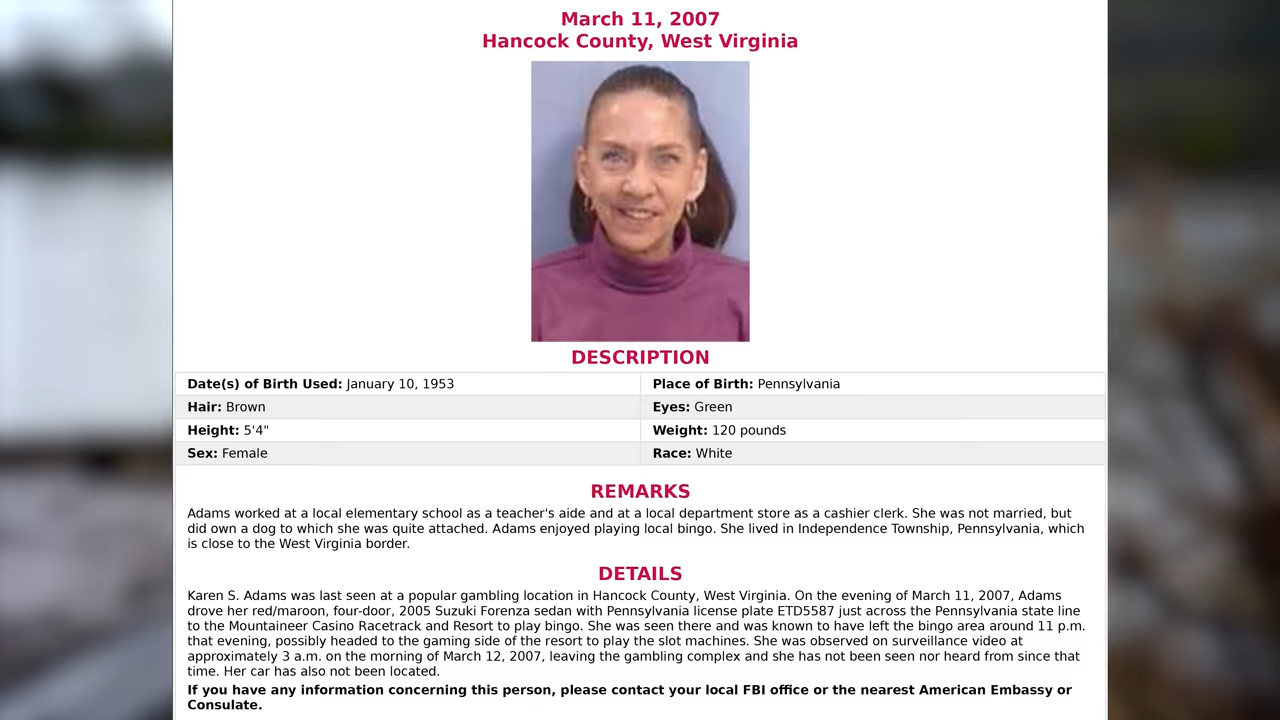 March 11, 2007
Hancock County, West Virginia
DESCRIPTION
Date(s) of Birth Used: January 10, 1953
Place of Birth: Pennsylvania
Hair: Brown
Eyes: Green
Height: 5'4"
Weight: 120 pounds
Sex: Female
Race: White
REMARKS
Adams worked at a local elementary school as a teacher's aide and at a local department store as a cashier clerk. She was not married, but
did own a dog to which she was quite attached. Adams enjoyed playing local bingo. She lived in Independence Township, Pennsylvania, which
is close to the West Virginia border.
DETAILS
Karen S. Adams was last seen at a popular gambling location in Hancock County, West Virginia. On the evening of March 11, 2007, Adams
drove her red/maroon, four-door, 2005 Suzuki Forenza sedan with Pennsylvania license plate ETD5587 just across the Pennsylvania state line
to the Mountaineer Casino Racetrack and Resort to play bingo. She was seen there and was known to have left the bingo area around 11 p.m.
that evening, possibly headed to the gaming side of the resort to play the slot machines. She was observed on surveillance video at
approximately 3 a.m. on the morning of March 12, 2007, leaving the gambling complex and she has not been seen nor heard from since that
time. Her car has also not been located.
If you have any information concerning this person, please contact your local FBI office or the nearest American Embassy or
Consulate.